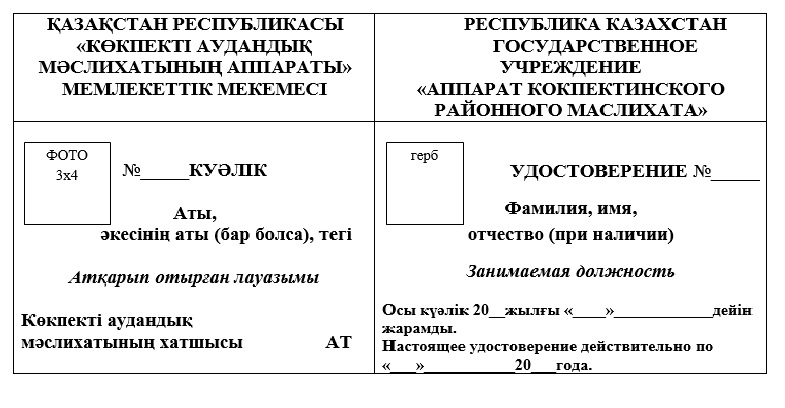 ҚАЗАҚСТАН РЕСПУБЛИКАСЫ
«КӨКПЕКТІ АУДАНДЫҚ
МӘСЛИХАТЫНЫҢ АППАРАТЫ»
МЕМЛЕКЕТТІК МЕКЕМЕСІ
РЕСПУБЛИКА КАЗАХСТАН
ГОСУДАРСТВЕННОЕ
УЧРЕЖДЕНИЕ
«АППАРАТ КОКПЕКТИНСКОГО
РАЙОННОГО МАСЛИХАТА»
ФОТО
3х4
№_____КУӘЛІК
Аты,
әкесінің аты (бар болса), тегі
Атқарып отырған лауазымы
Көкпекті аудандық
мәслихатының хатшысы АТ
герб
УДОСТОВЕРЕНИЕ №_____
Фамилия, имя,
отчество (при наличии)
Занимаемая должность
Осы күәлік 20__жылғы «____»____________дейін
жарамды.
Настоящее удостоверение действительно по
«___»___________20___года.